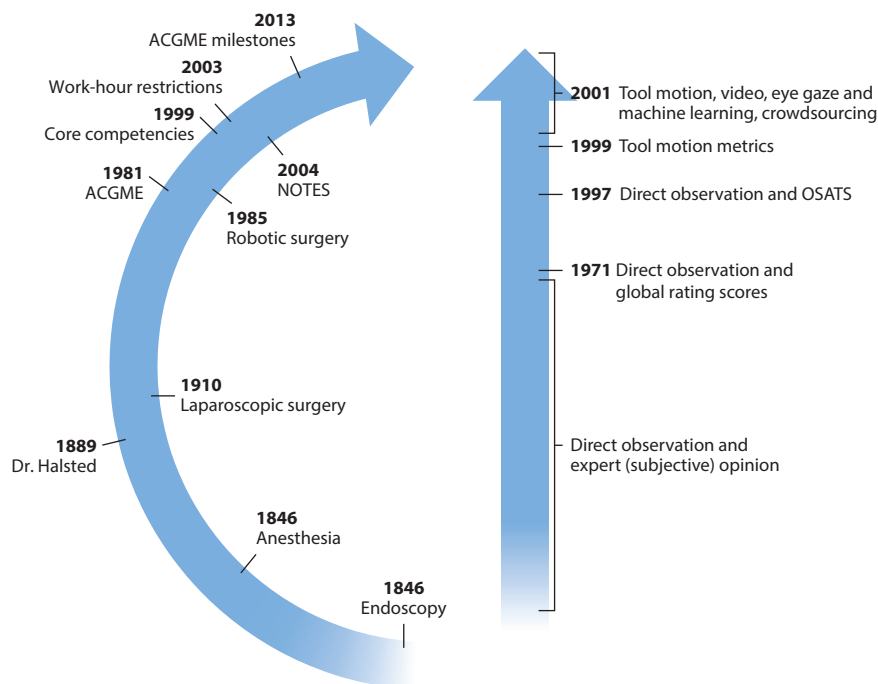 2013
ACGME milestones
2003
Work-hour restrictions
1999
Core competencies
1981
ACGME
2004
NOTES
1985
Robotic surgery
1910
Laparoscopic surgery
1889
Dr. Halsted
1846
Anesthesia
1846
Endoscopy
2001 Tool motion, video, eye gaze and
machine learning, crowdsourcing
1999 Tool motion metrics
1997 Direct observation and OSATS
1971 Direct observation and
global rating scores
Direct observation and
expert (subjective) opinion